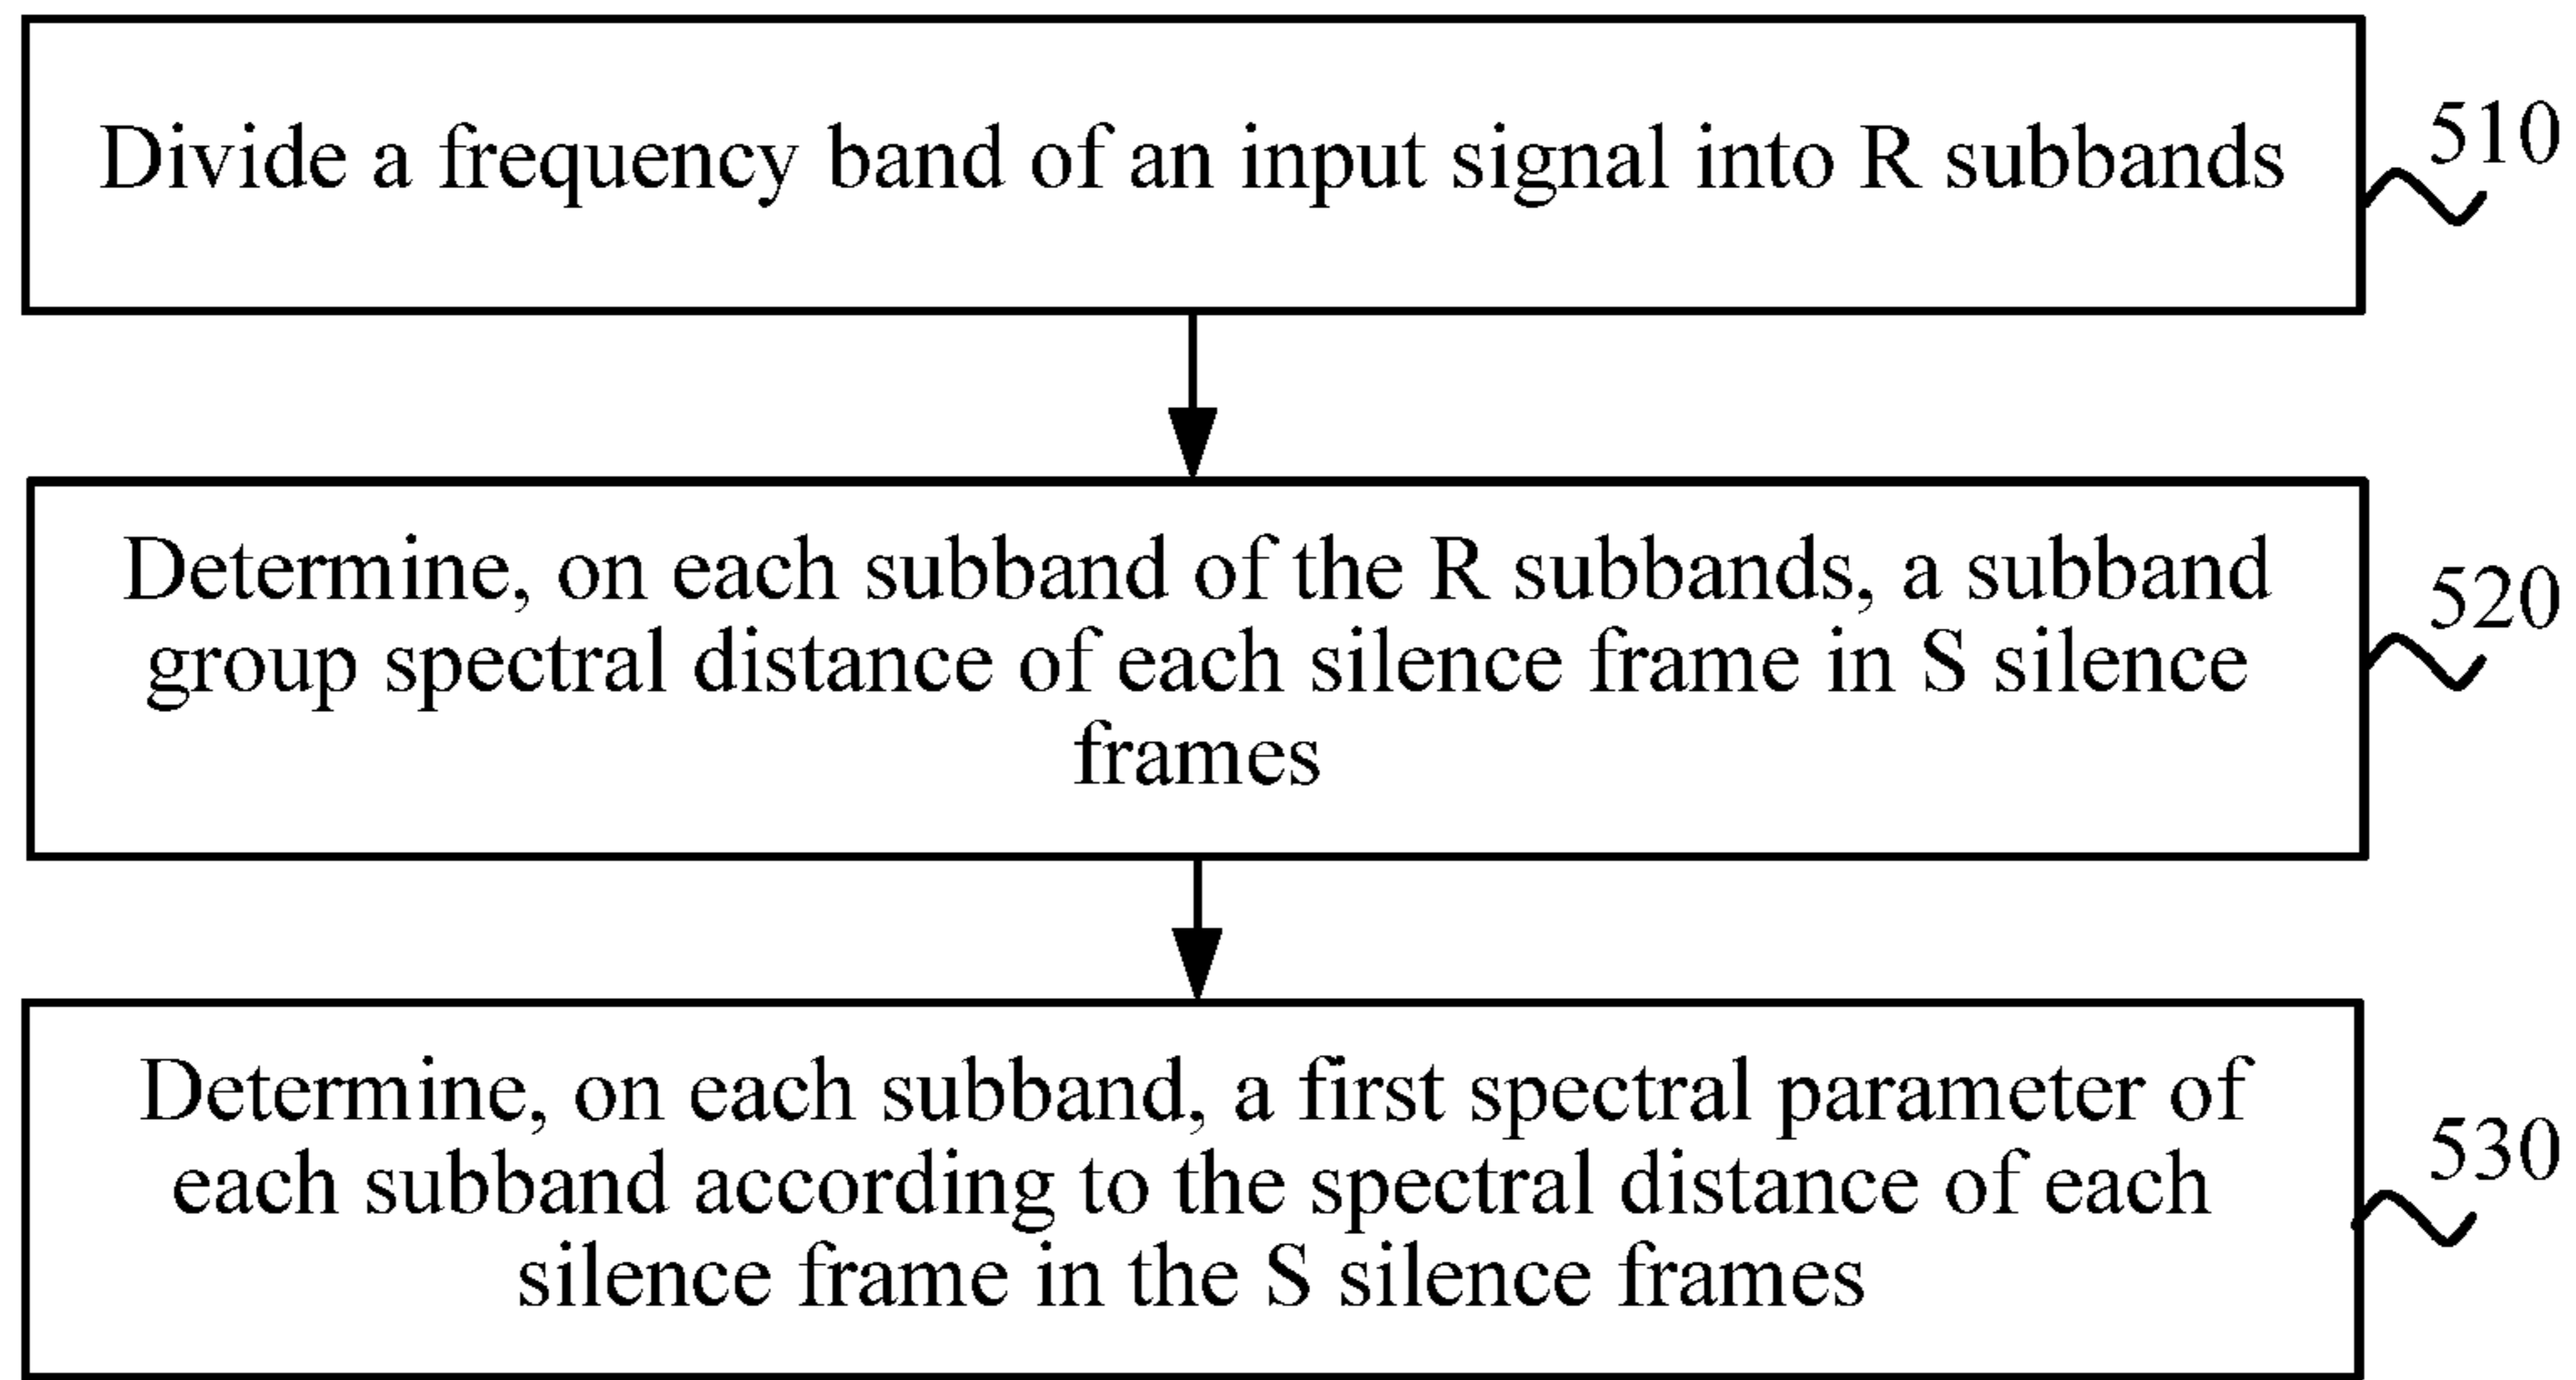 Divide a frequency band of an input signal into R subbands
510
Determine, on each subband of the R subbands, a subband
group spectral distance of each silence frame in S silence
frames
520
Determine, on each subband, a first spectral parameter of
each subband according to the spectral distance of each
silence frame in the S silence frames
530